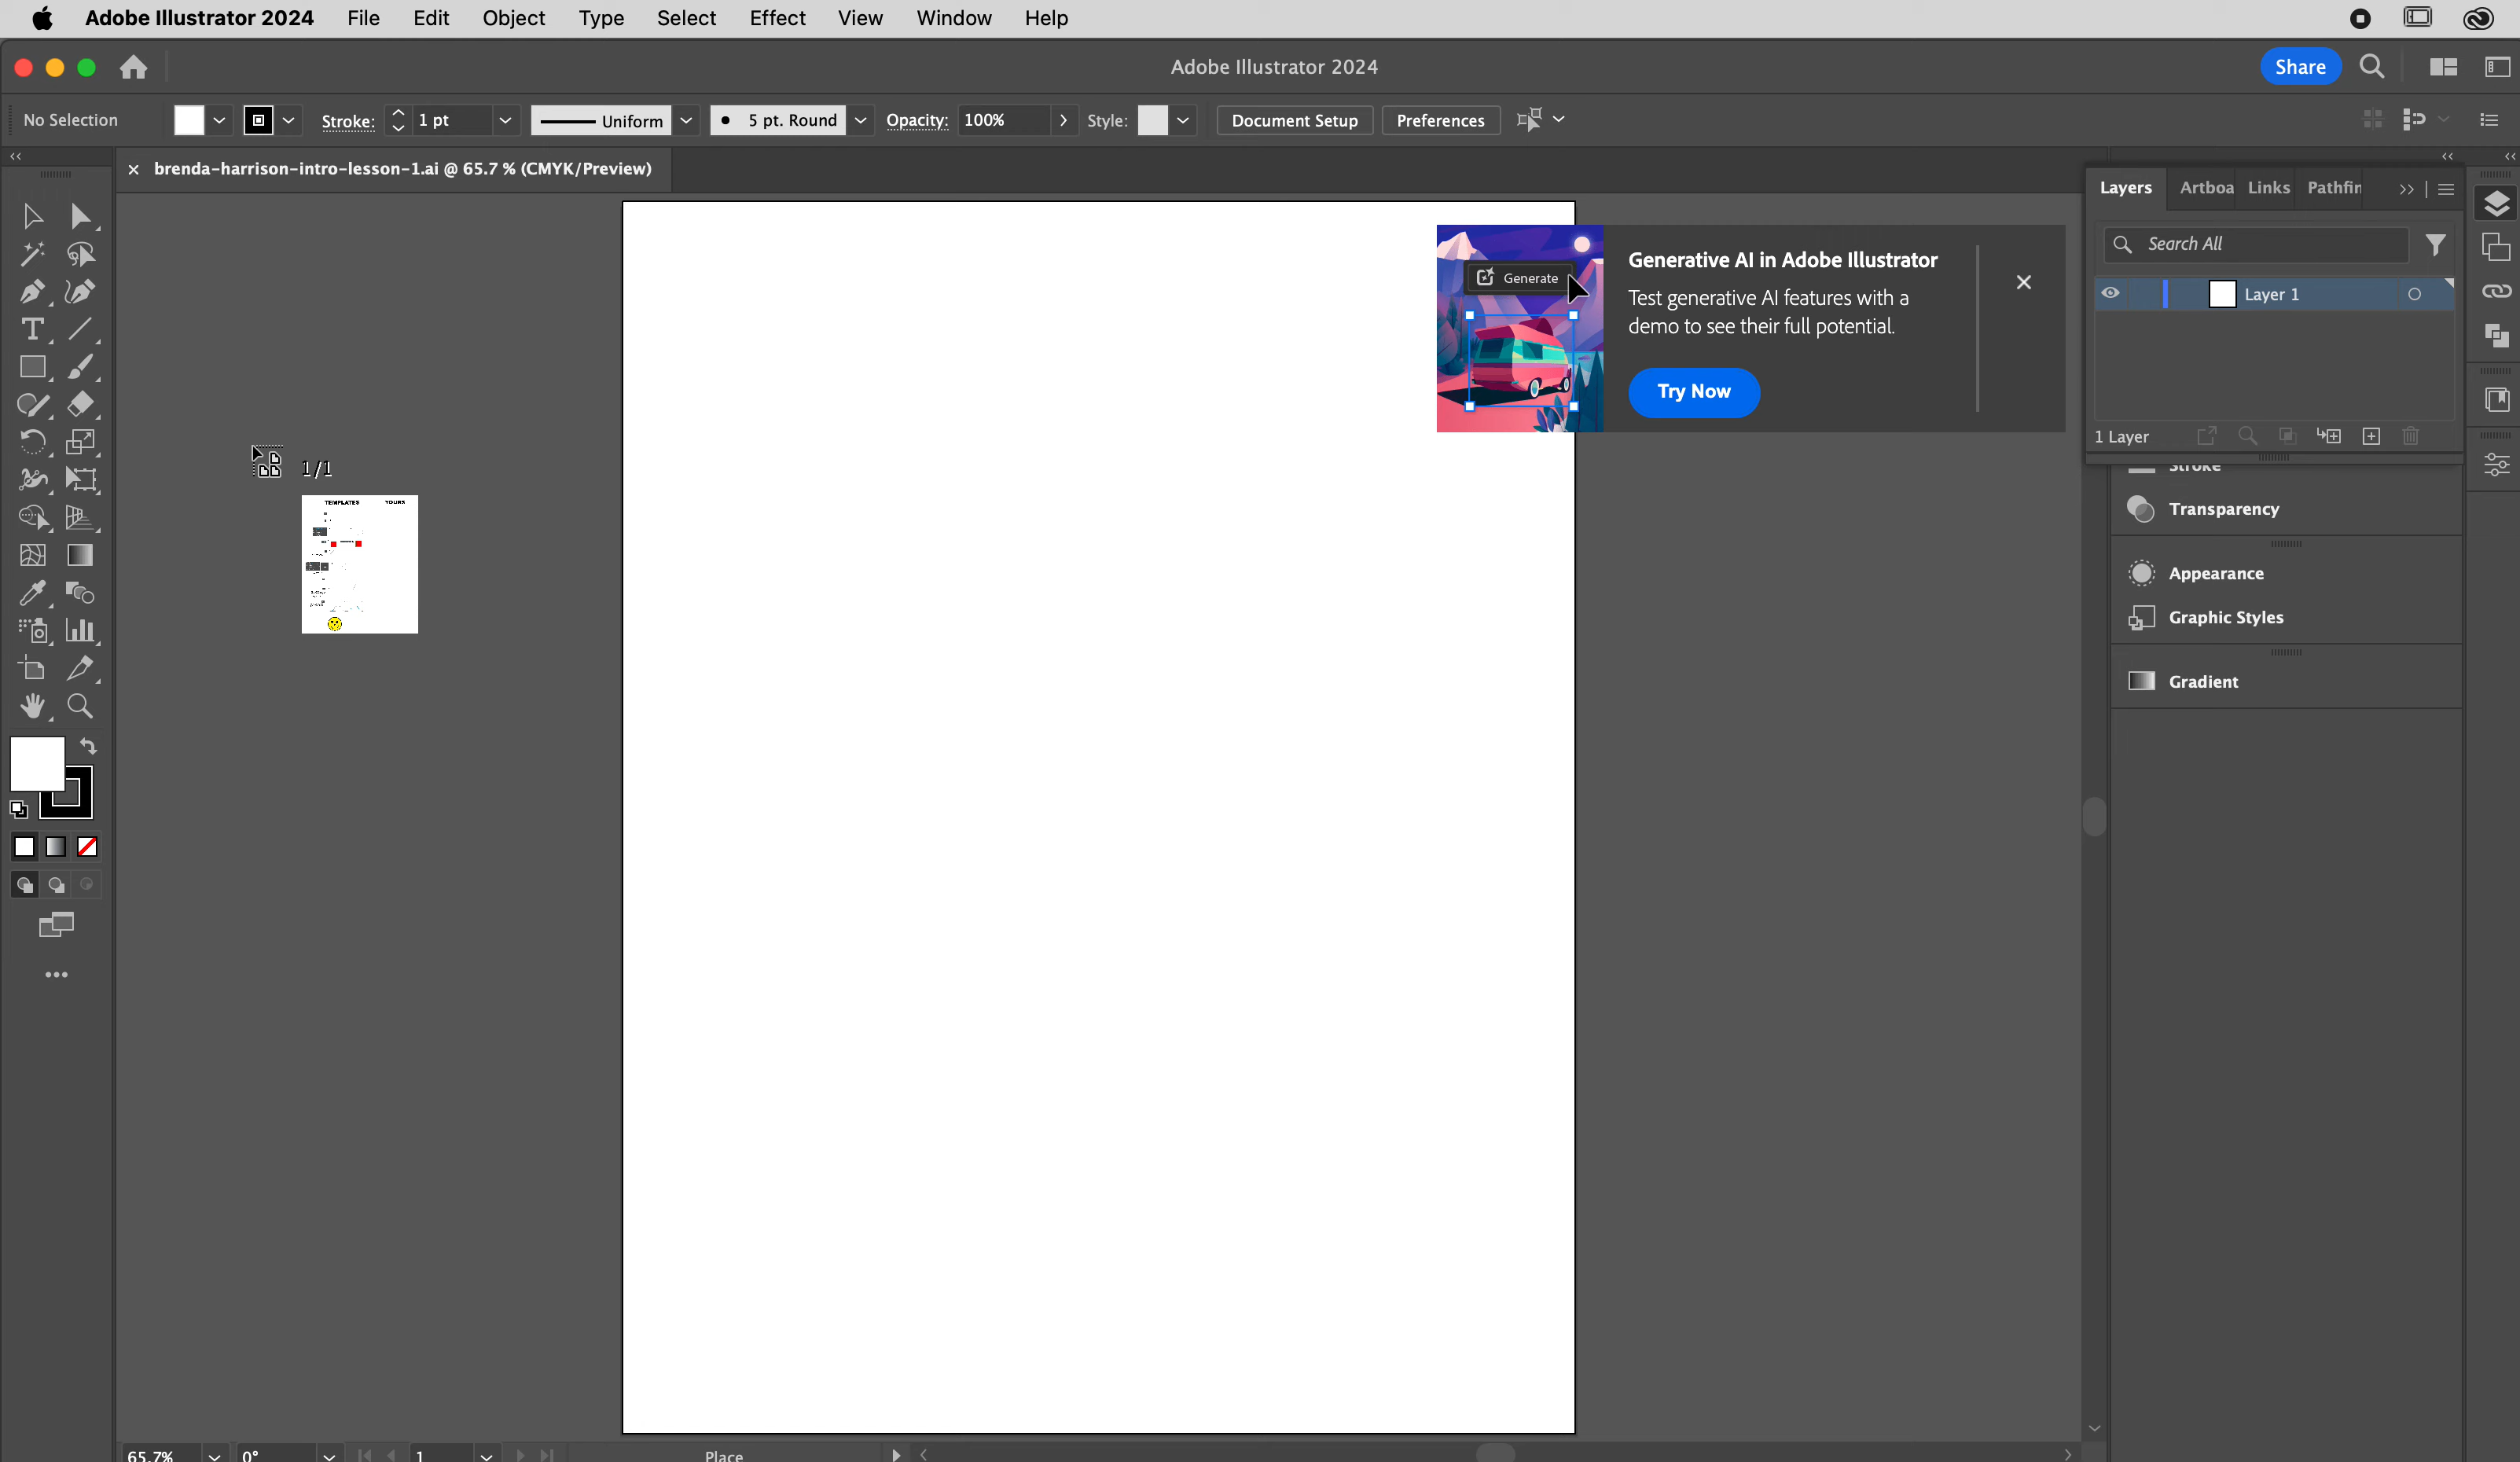 Adobe Illustrator 2024 File Edit Object Type Select Effect View Window Help
Adobe Illustrator 2024
Share
No Selection
Stroke: 1 pt
Uniform
5 pt. Round
Opacity: 100%
Style:
Document Setup
Preferences
× brenda-harrison-intro-lesson-1.ai @ 65.7 % (CMYK/Preview)
Layers Artboa Links Pathfin
Search All
Layer 1
1 Layer
Generate
Generative AI in Adobe Illustrator
Test generative AI features with a
demo to see their full potential.
Try Now
1/1
TEMPLATES YOURS
Stroke
Transparency
Appearance
Graphic Styles
Gradient
65.7% 0° 1 Place